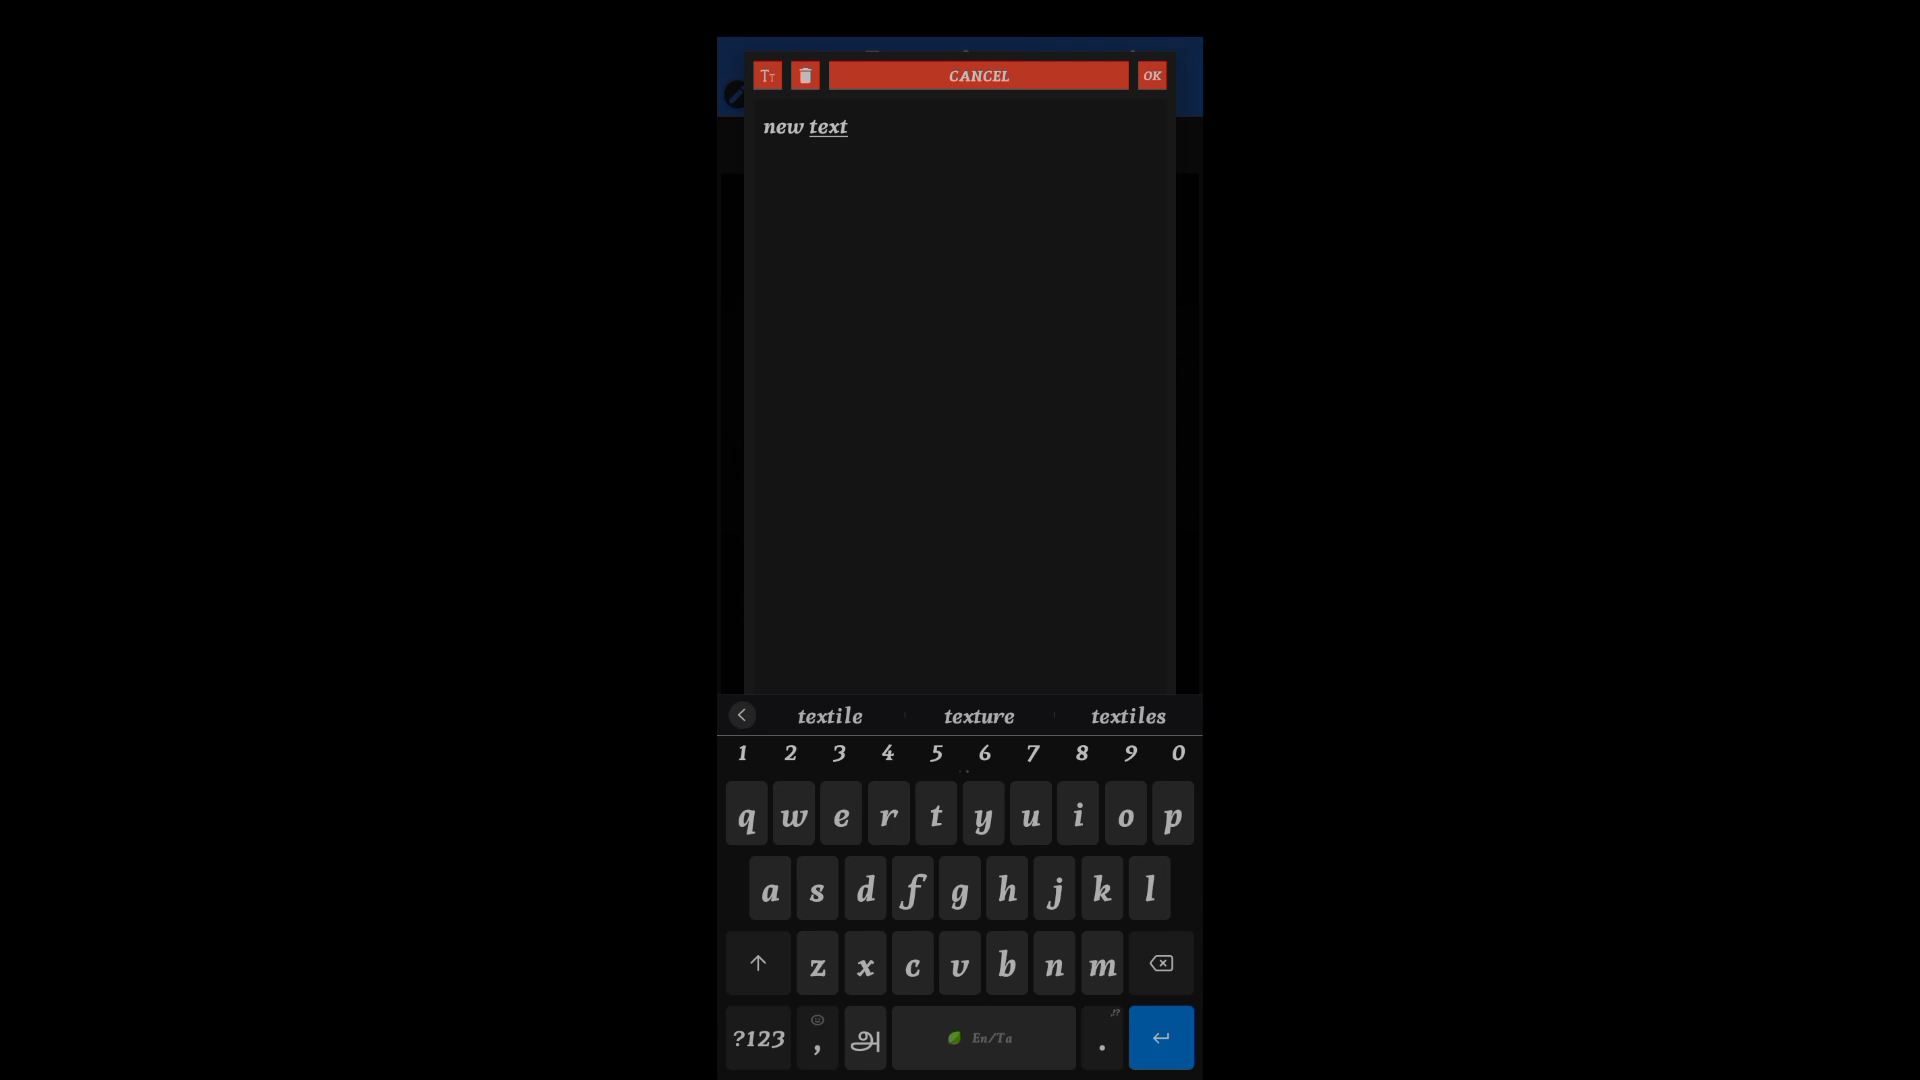 Tт CANCEL OK
new text
textile texture textiles
1 2 3 4 5 6 7 8 9 0
q w e r t y u i o p
a s d f g h j k l
z x c v b n m
?123 , அ En/Ta . ,!?